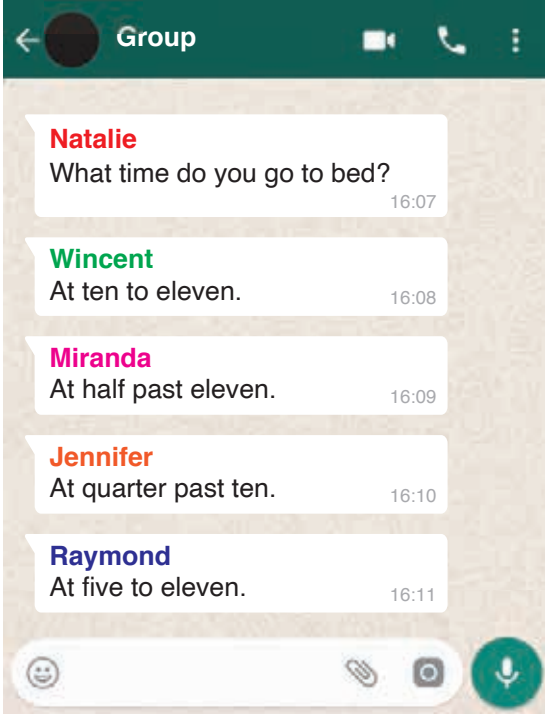 Group
Natalie
What time do you go to bed?
16:07
Wincent
At ten to eleven.
16:08
Miranda
At half past eleven.
16:09
Jennifer
At quarter past ten.
16:10
Raymond
At five to eleven.
16:11